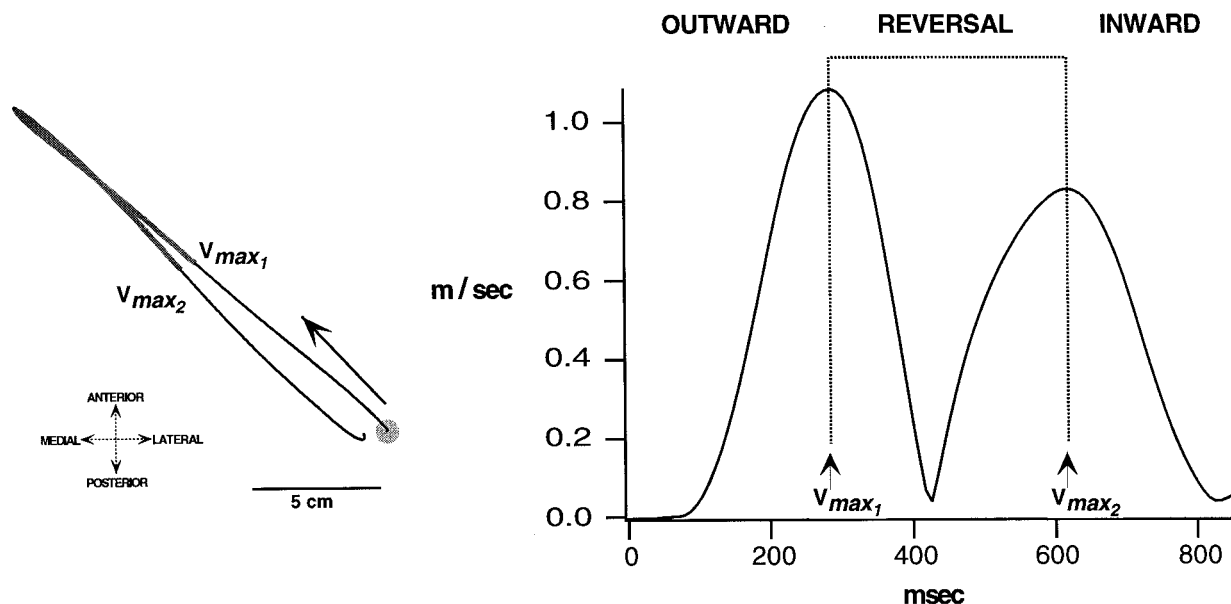 OUTWARD REVERSAL INWARD
Vmax1
Vmax2
ANTERIOR
MEDIAL LATERAL
POSTERIOR
5 cm
m / sec
1.0
0.8
0.6
0.4
0.2
0.0
Vmax1 Vmax2
0 200 400 600 800
msec